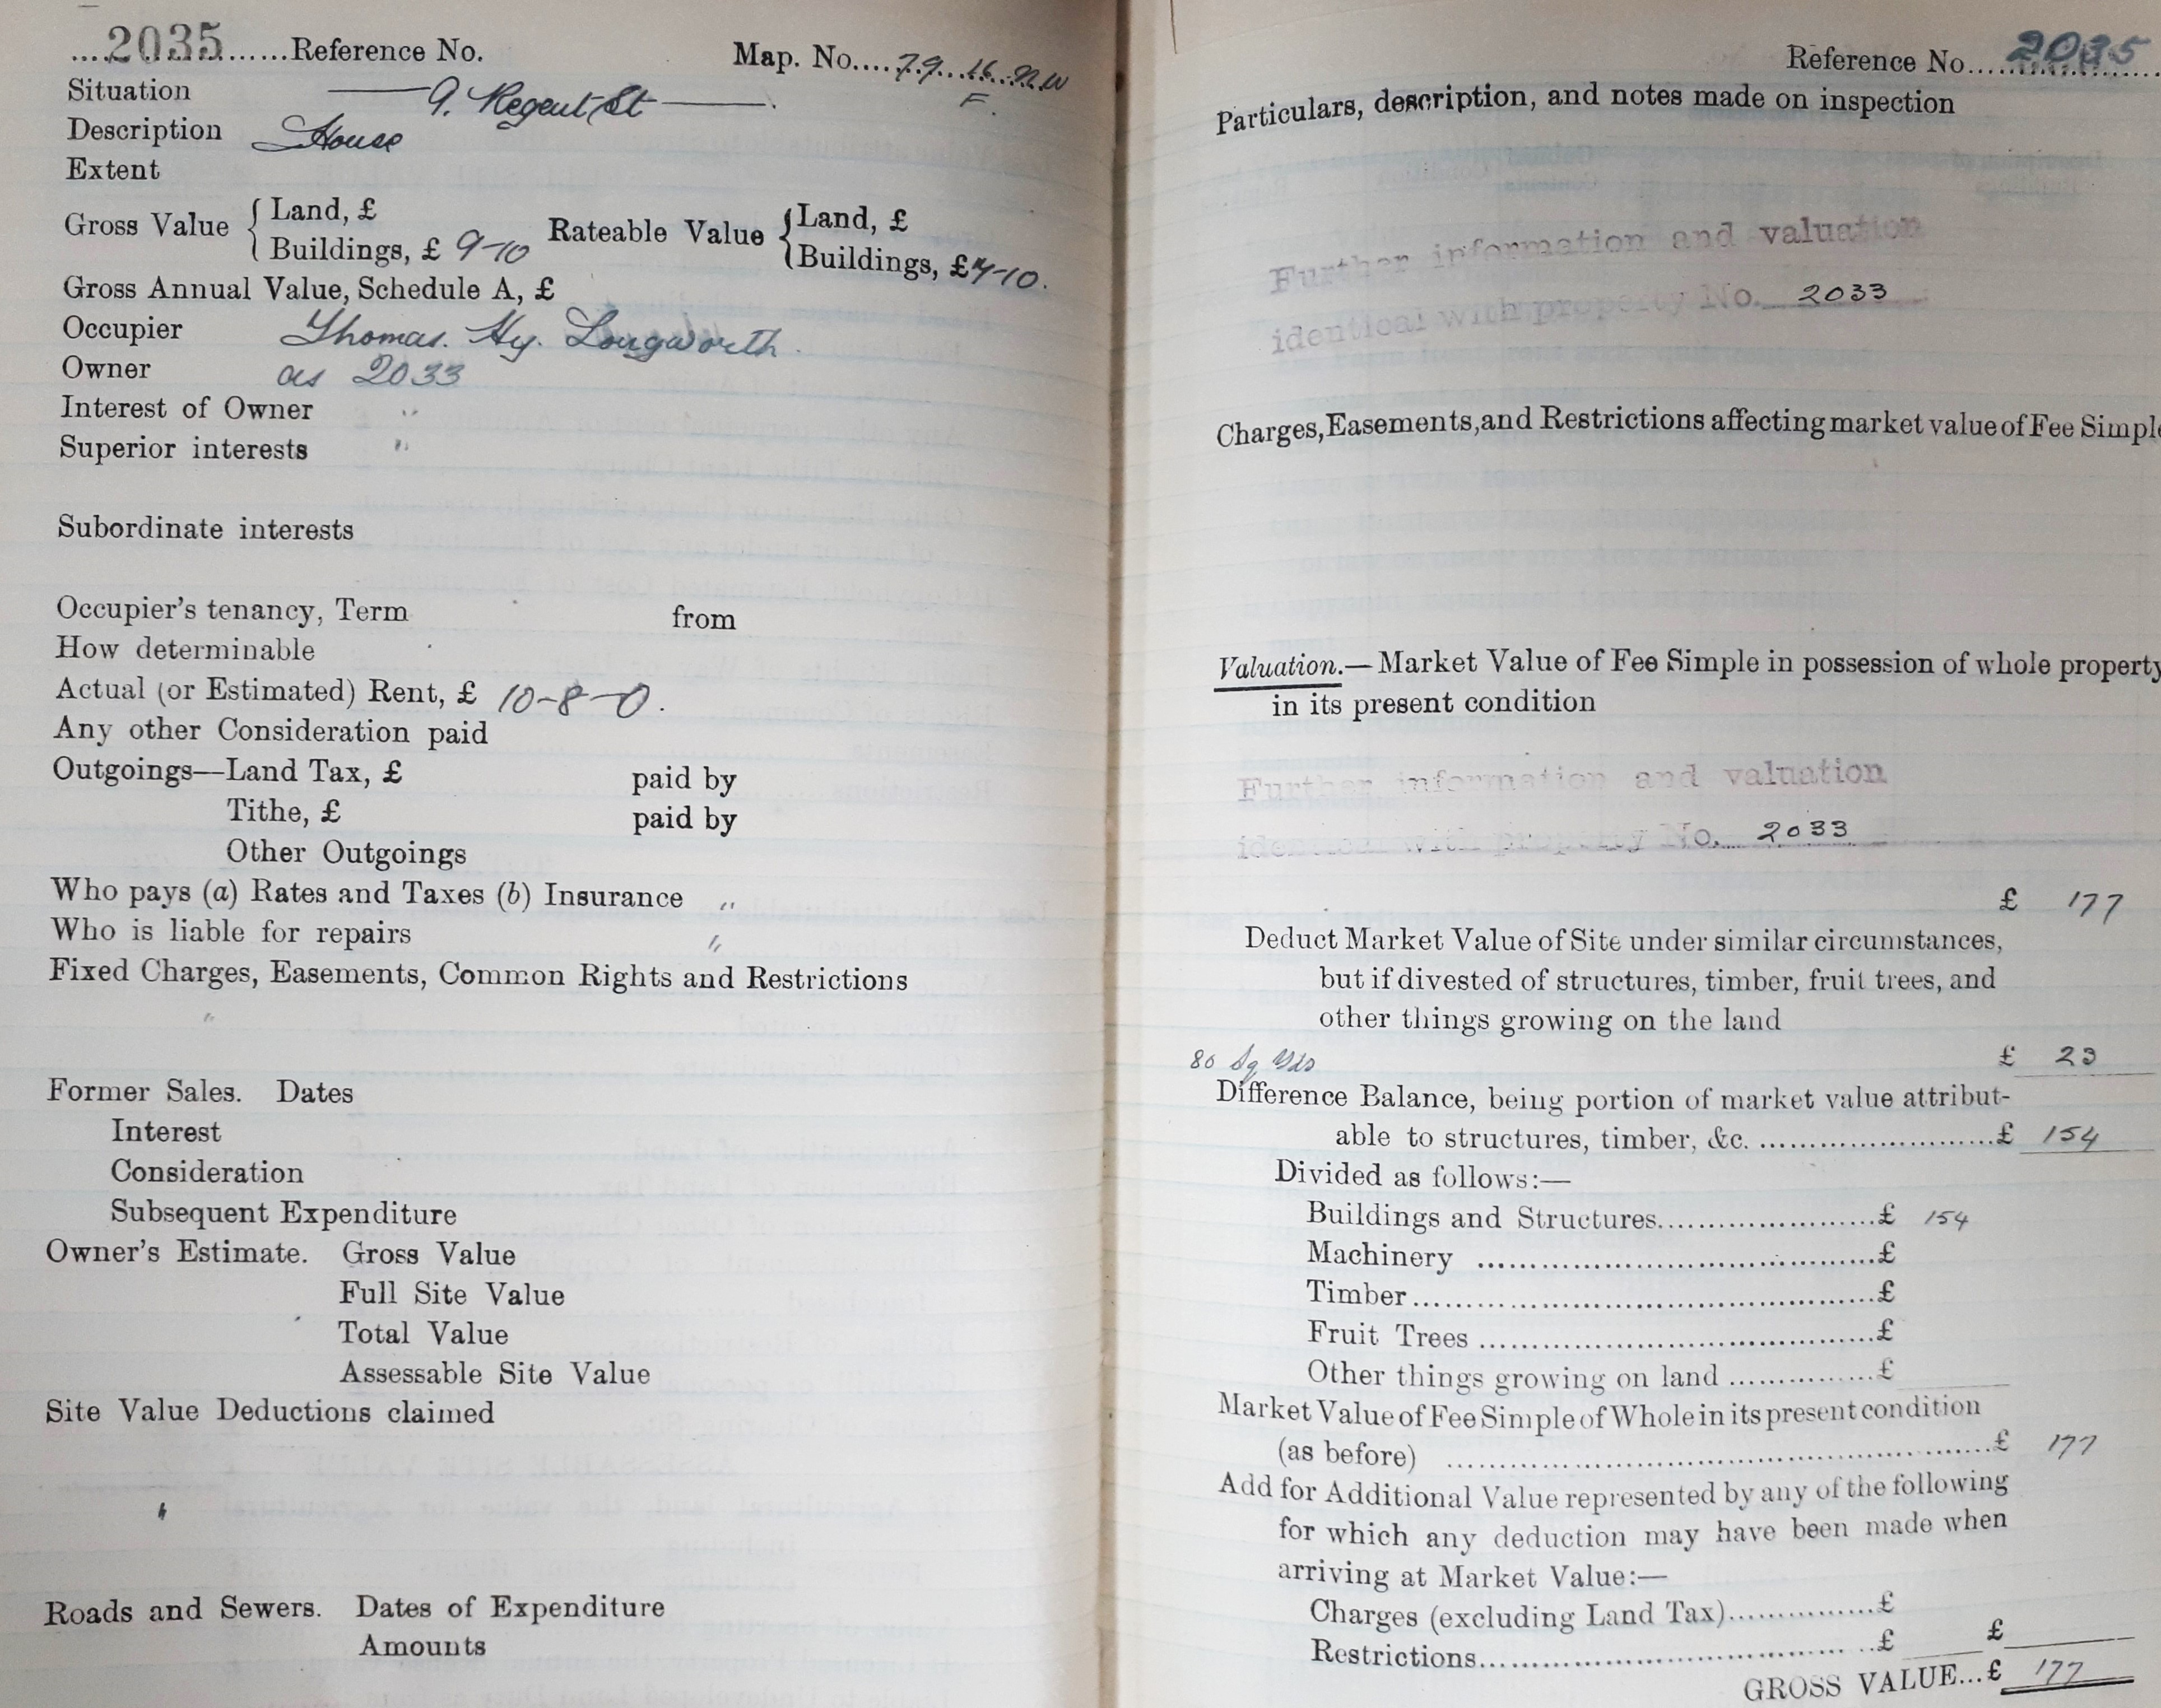 ...2035......Reference No. Map. No....79...16..N.W
F.
Situation 9. Regent St
Description House
Extent
Gross Value { Land, £ Rateable Value { Land, £
Buildings, £ 9-10 Buildings, £7-10.
Gross Annual Value, Schedule A, £
Occupier Thomas. Hy. Longworth.
Owner as 2033
Interest of Owner "
Superior interests "
Subordinate interests
Occupier's tenancy, Term from
How determinable
Actual (or Estimated) Rent, £ 10-8-0.
Any other Consideration paid
Outgoings—Land Tax, £ paid by
Tithe, £ paid by
Other Outgoings
Who pays (a) Rates and Taxes (b) Insurance "
Who is liable for repairs "
Fixed Charges, Easements, Common Rights and Restrictions
"
Former Sales. Dates
Interest
Consideration
Subsequent Expenditure
Owner's Estimate. Gross Value
Full Site Value
Total Value
Assessable Site Value
Site Value Deductions claimed
Roads and Sewers. Dates of Expenditure
Amounts
Reference No...2035
Particulars, description, and notes made on inspection
Further information and valuation
identical with property No. 2033
Charges, Easements, and Restrictions affecting market value of Fee Simple
Valuation.—Market Value of Fee Simple in possession of whole property
in its present condition
Further information and valuation
identical with property No. 2033
£ 177
Deduct Market Value of Site under similar circumstances,
but if divested of structures, timber, fruit trees, and
other things growing on the land
80 Sq Yds £ 23
Difference Balance, being portion of market value attribut-
able to structures, timber, &c. ........................£ 154
Divided as follows:—
Buildings and Structures......................£ 154
Machinery ........................................£
Timber..............................................£
Fruit Trees ........................................£
Other things growing on land ...............£
Market Value of Fee Simple of Whole in its present condition
(as before) ........................................................£ 177
Add for Additional Value represented by any of the following
for which any deduction may have been made when
arriving at Market Value:—
Charges (excluding Land Tax)...............£
Restrictions........................................£ £
GROSS VALUE...£ 177